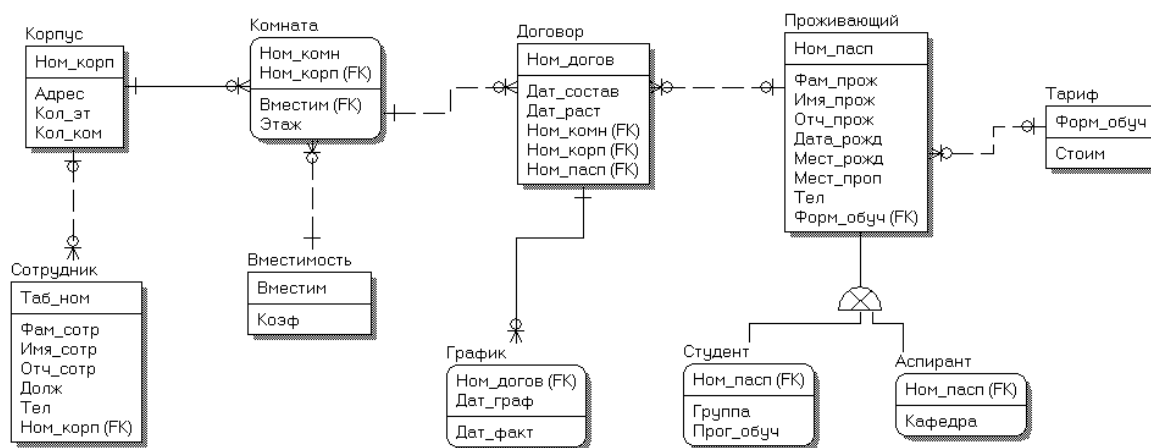 Корпус
Ном_корп
Адрес
Кол_эт
Кол_ком
Комната
Ном_комн
Ном_корп (FK)
Вместим (FK)
Этаж
Договор
Ном_догов
Дат_состав
Дат_раст
Ном_комн (FK)
Ном_корп (FK)
Ном_пасп (FK)
Проживающий
Ном_пасп
Фам_прож
Имя_прож
Отч_прож
Дата_рожд
Мест_рожд
Мест_проп
Тел
Форм_обуч (FK)
Тариф
Форм_обуч
Стоим
Сотрудник
Таб_ном
Фам_сотр
Имя_сотр
Отч_сотр
Долж
Тел
Ном_корп (FK)
Вместимость
Вместим
Коэф
График
Ном_догов (FK)
Дат_граф
Дат_факт
Студент
Ном_пасп (FK)
Группа
Прог_обуч
Аспирант
Ном_пасп (FK)
Кафедра